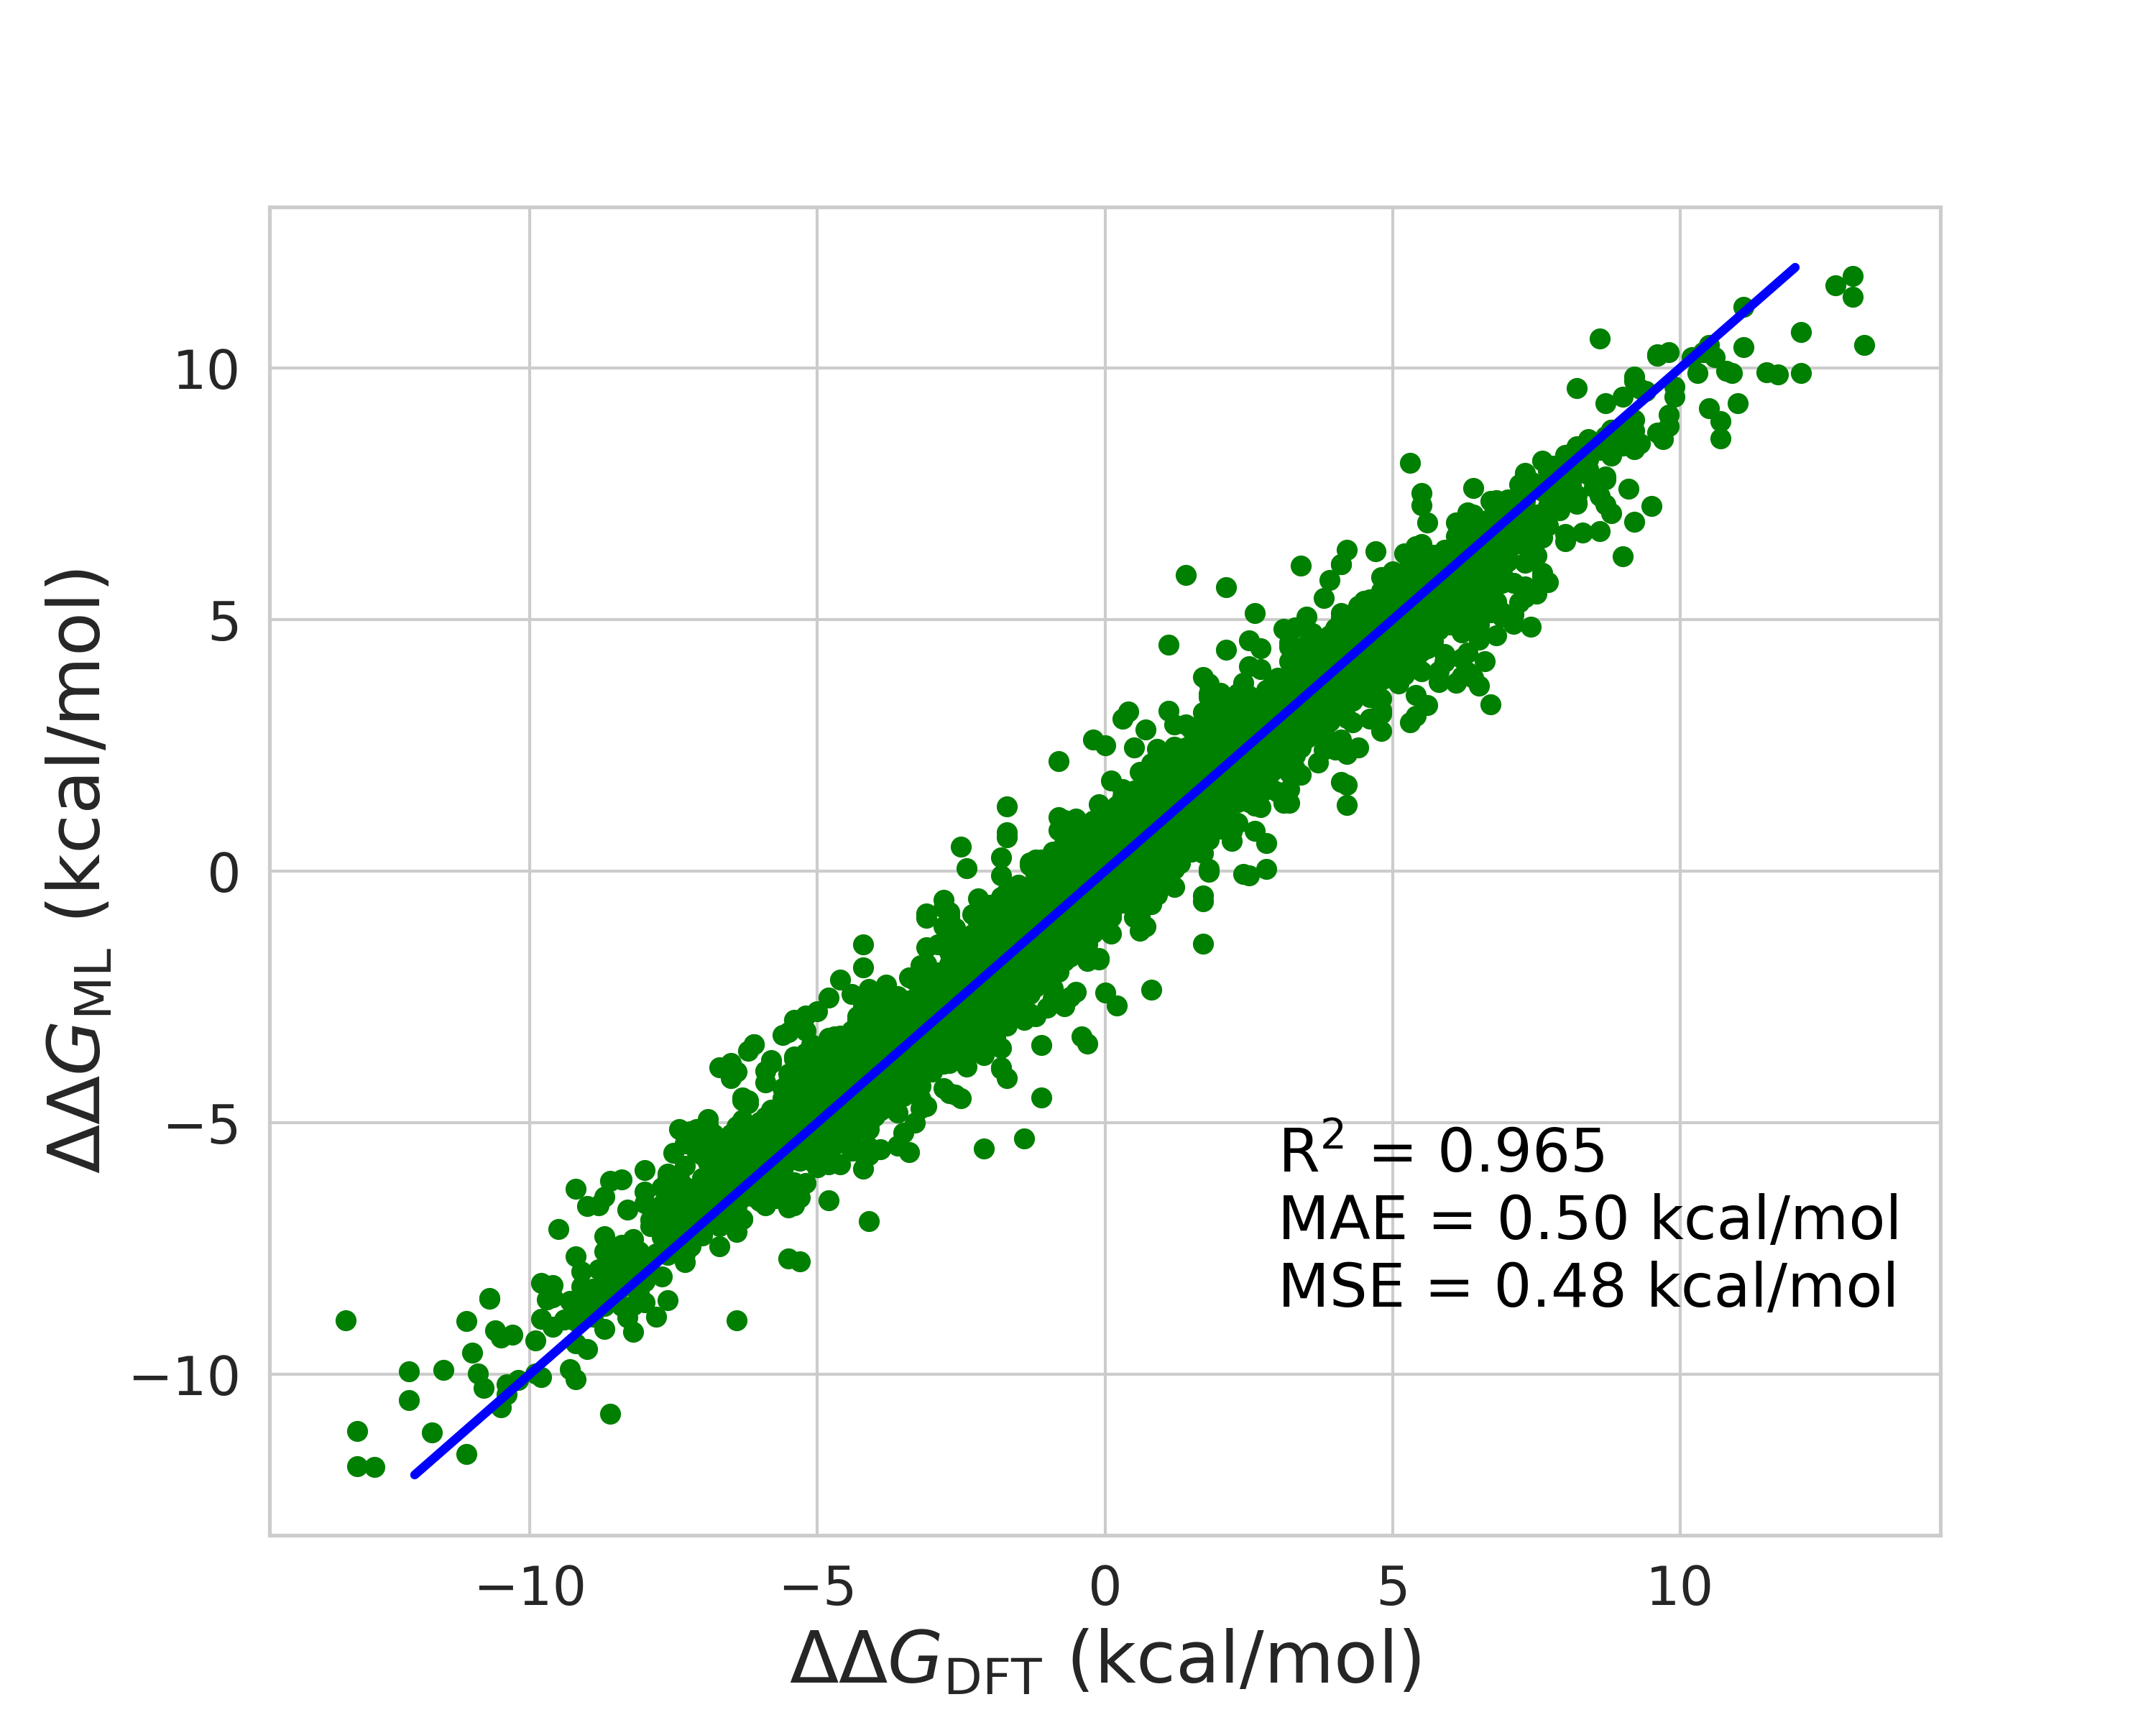 10
5
0
−5
−10
ΔΔG_ML (kcal/mol)
R² = 0.965
MAE = 0.50 kcal/mol
MSE = 0.48 kcal/mol
−10 −5 0 5 10
ΔΔG_DFT (kcal/mol)